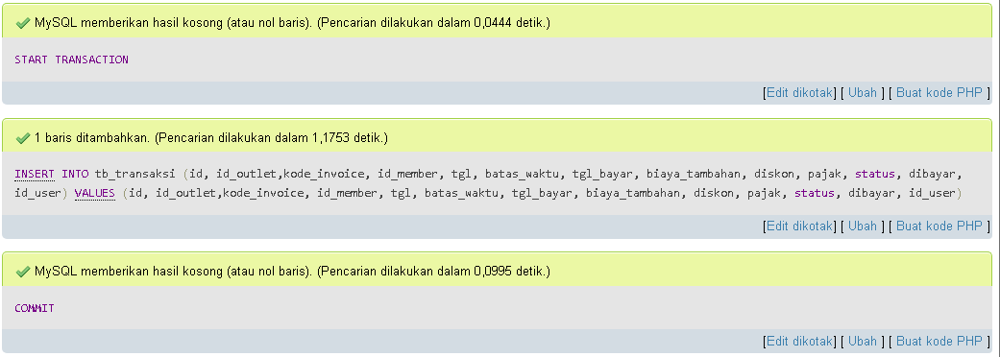 MySQL memberikan hasil kosong (atau nol baris). (Pencarian dilakukan dalam 0,0444 detik.)
START TRANSACTION
[Edit dikotak] [ Ubah ] [ Buat kode PHP ]
1 baris ditambahkan. (Pencarian dilakukan dalam 1,1753 detik.)
INSERT INTO tb_transaksi (id, id_outlet,kode_invoice, id_member, tgl, batas_waktu, tgl_bayar, biaya_tambahan, diskon, pajak, status, dibayar,
id_user) VALUES (id, id_outlet,kode_invoice, id_member, tgl, batas_waktu, tgl_bayar, biaya_tambahan, diskon, pajak, status, dibayar, id_user)
[Edit dikotak] [ Ubah ] [ Buat kode PHP ]
MySQL memberikan hasil kosong (atau nol baris). (Pencarian dilakukan dalam 0,0995 detik.)
COMMIT
[Edit dikotak] [ Ubah ] [ Buat kode PHP ]